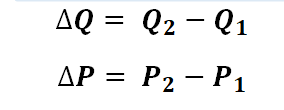 ΔQ = Q₂ − Q₁
ΔP = P₂ − P₁